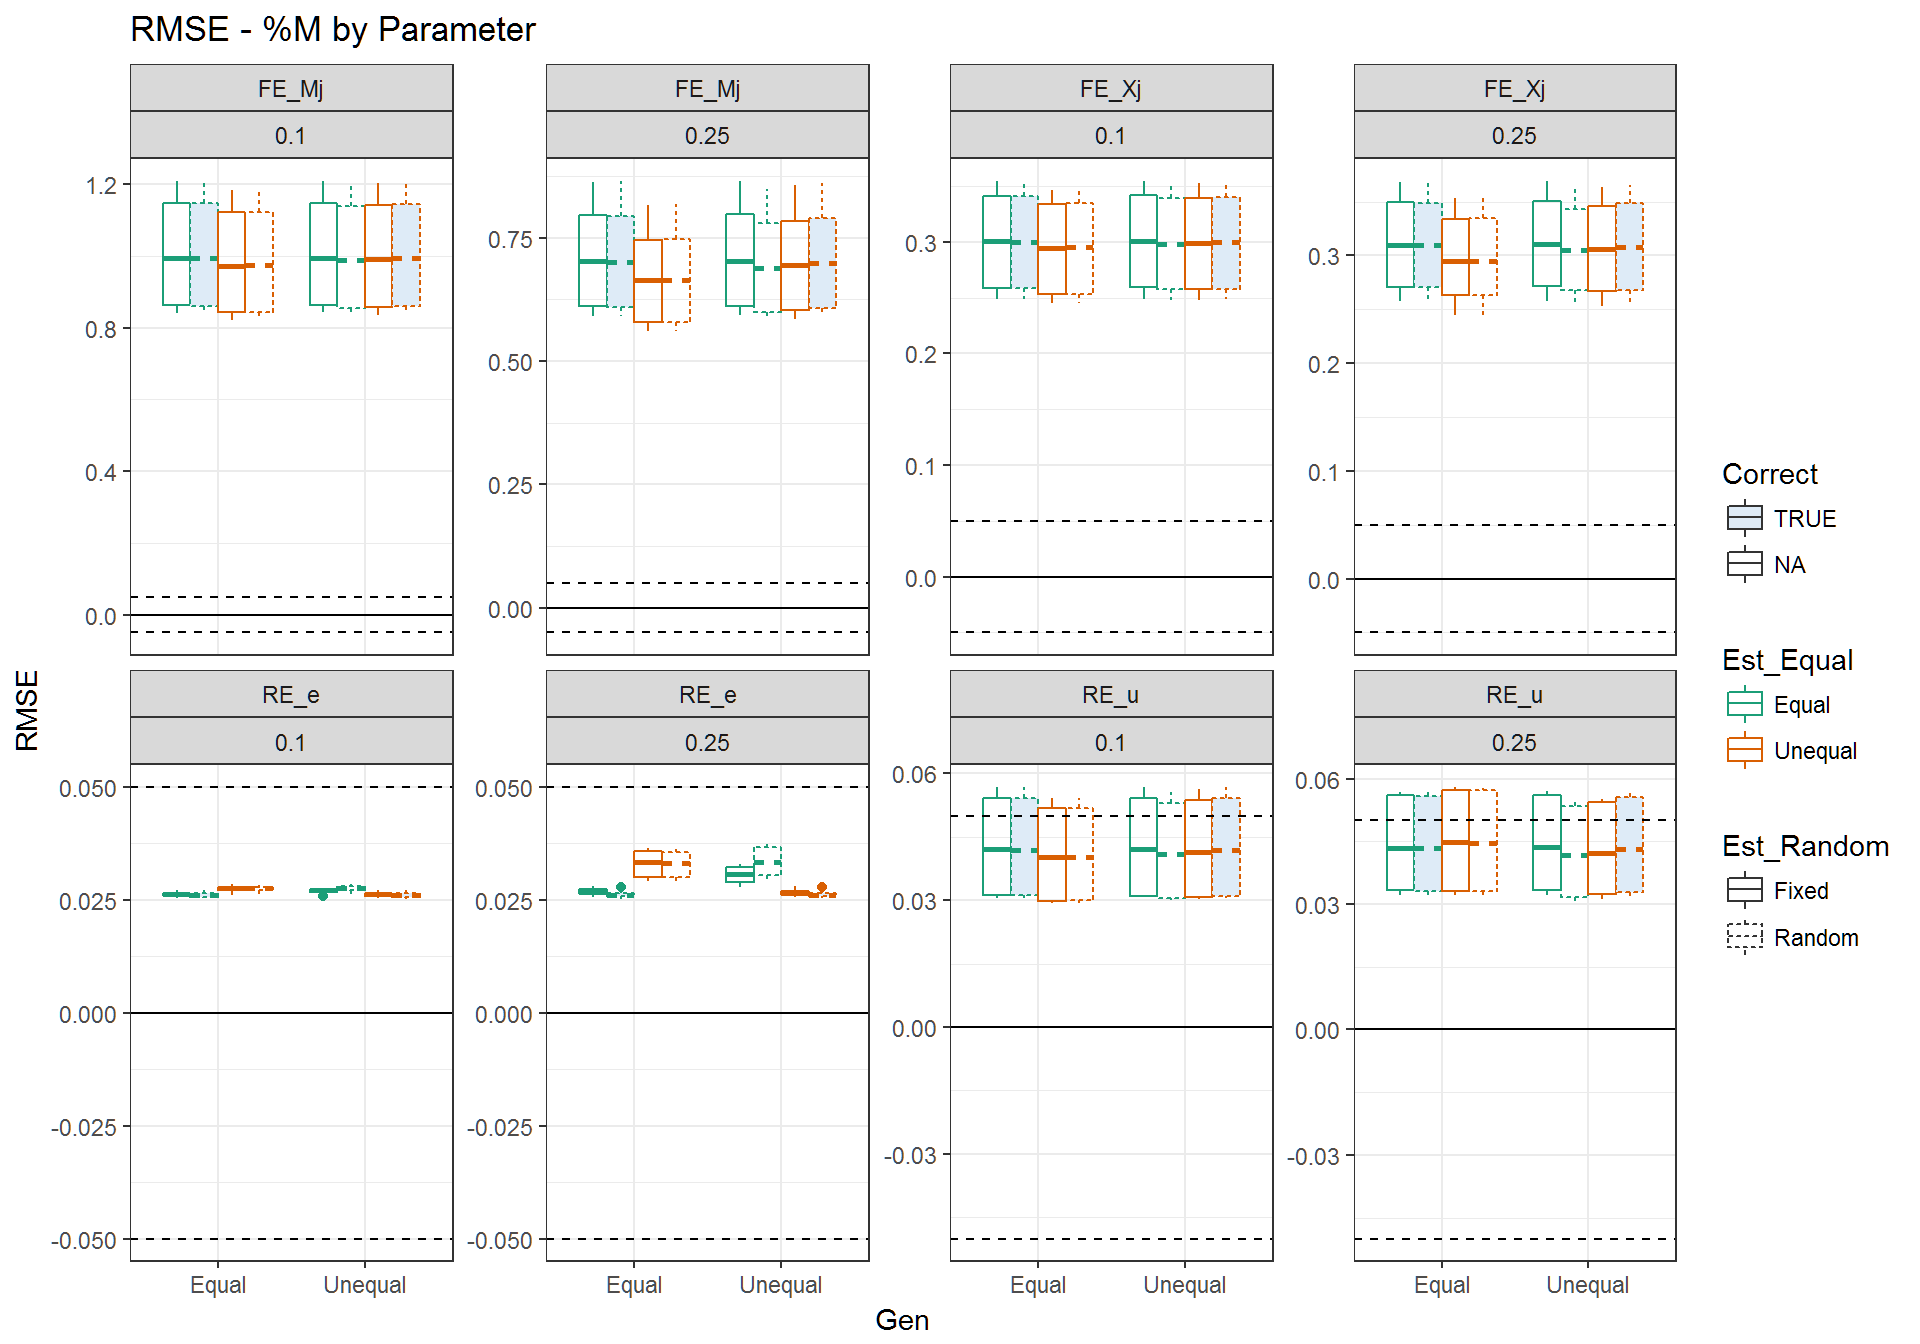 RMSE - %M by Parameter
FE_Mj
FE_Mj
FE_Xj
FE_Xj
0.1
0.25
0.1
0.25
1.2
0.8
0.4
0.0
0.75
0.50
0.25
0.00
0.3
0.2
0.1
0.0
0.3
0.2
0.1
0.0
RE_e
RE_e
RE_u
RE_u
0.1
0.25
0.1
0.25
0.050
0.025
0.000
-0.025
-0.050
0.050
0.025
0.000
-0.025
-0.050
0.06
0.03
0.00
-0.03
0.06
0.03
0.00
-0.03
Equal
Unequal
Equal
Unequal
Equal
Unequal
Equal
Unequal
RMSE
Gen
Correct
TRUE
NA
Est_Equal
Equal
Unequal
Est_Random
Fixed
Random